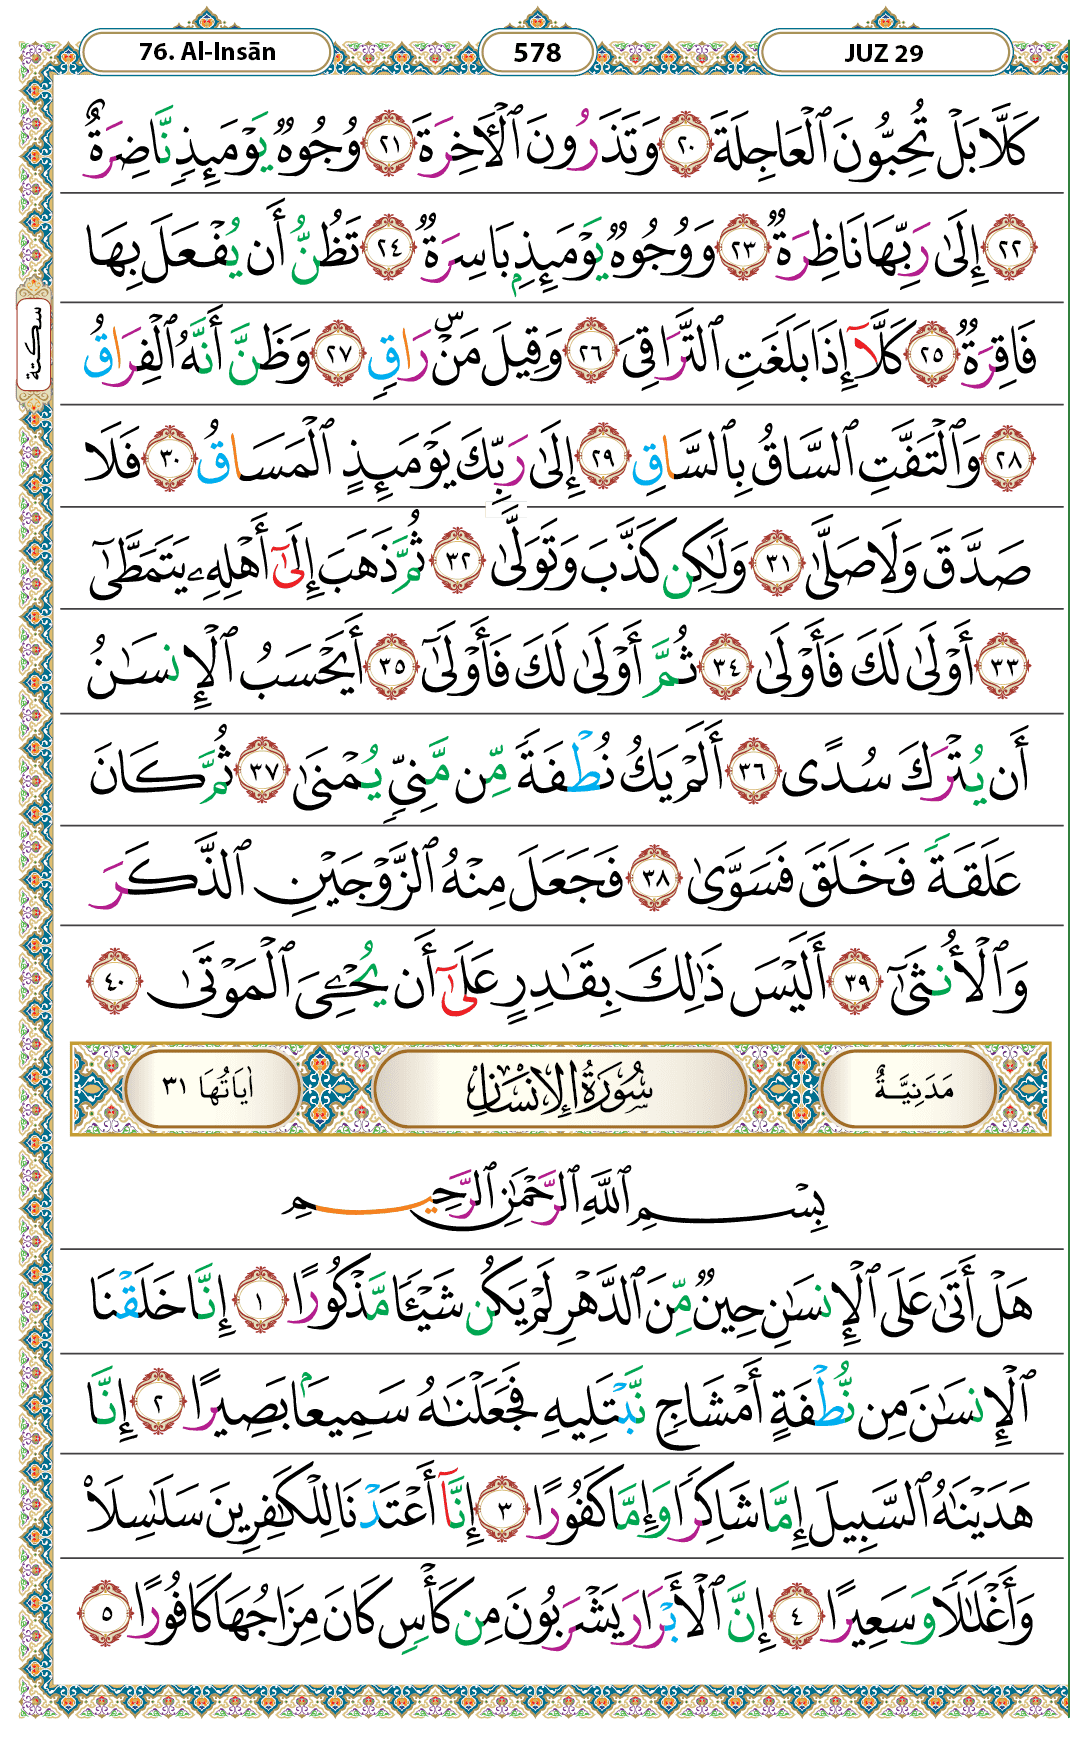 76. Al-Insān
578
JUZ 29
سكتة
كَلَّا بَلْ تُحِبُّونَ ٱلْعَاجِلَةَ ٢٠ وَتَذَرُونَ ٱلْأَخِرَةَ ٢١ وُجُوهٌ يَوْمَئِذٍ نَّاضِرَةٌ
٢٢ إِلَىٰ رَبِّهَا نَاظِرَةٌ ٢٣ وَوُجُوهٌ يَوْمَئِذٍۭ بَاسِرَةٌ ٢٤ تَظُنُّ أَن يُفْعَلَ بِهَا
فَاقِرَةٌ ٢٥ كَلَّآ إِذَا بَلَغَتِ ٱلتَّرَاقِىَ ٢٦ وَقِيلَ مَنْ ۜ رَاقٍ ٢٧ وَظَنَّ أَنَّهُ ٱلْفِرَاقُ
٢٨ وَٱلْتَفَّتِ ٱلسَّاقُ بِٱلسَّاقِ ٢٩ إِلَىٰ رَبِّكَ يَوْمَئِذٍ ٱلْمَسَاقُ ٣٠ فَلَا
صَدَّقَ وَلَا صَلَّىٰ ٣١ وَلَٰكِن كَذَّبَ وَتَوَلَّىٰ ٣٢ ثُمَّ ذَهَبَ إِلَىٰٓ أَهْلِهِۦ يَتَمَطَّىٰٓ
٣٣ أَوْلَىٰ لَكَ فَأَوْلَىٰ ٣٤ ثُمَّ أَوْلَىٰ لَكَ فَأَوْلَىٰٓ ٣٥ أَيَحْسَبُ ٱلْإِنسَٰنُ
أَن يُتْرَكَ سُدًى ٣٦ أَلَمْ يَكُ نُطْفَةً مِّن مَّنِىٍّ يُمْنَىٰ ٣٧ ثُمَّ كَانَ
عَلَقَةً فَخَلَقَ فَسَوَّىٰ ٣٨ فَجَعَلَ مِنْهُ ٱلزَّوْجَيْنِ ٱلذَّكَرَ
وَٱلْأُنثَىٰٓ ٣٩ أَلَيْسَ ذَٰلِكَ بِقَٰدِرٍ عَلَىٰٓ أَن يُحْـِۧىَ ٱلْمَوْتَىٰ ٤٠
مَدَنِيَّةٌ سُورَةُ الْإِنْسَانِ اٰيَاتُهَا ٣١
بِسْمِ ٱللَّهِ ٱلرَّحْمَٰنِ ٱلرَّحِيمِ
هَلْ أَتَىٰ عَلَى ٱلْإِنسَٰنِ حِينٌ مِّنَ ٱلدَّهْرِ لَمْ يَكُن شَيْـًٔا مَّذْكُورًا ١ إِنَّا خَلَقْنَا
ٱلْإِنسَٰنَ مِن نُّطْفَةٍ أَمْشَاجٍ نَّبْتَلِيهِ فَجَعَلْنَٰهُ سَمِيعًۢا بَصِيرًا ٢ إِنَّا
هَدَيْنَٰهُ ٱلسَّبِيلَ إِمَّا شَاكِرًا وَإِمَّا كَفُورًا ٣ إِنَّآ أَعْتَدْنَا لِلْكَٰفِرِينَ سَلَٰسِلَا۟
وَأَغْلَٰلًا وَسَعِيرًا ٤ إِنَّ ٱلْأَبْرَارَ يَشْرَبُونَ مِن كَأْسٍ كَانَ مِزَاجُهَا كَافُورًا ٥